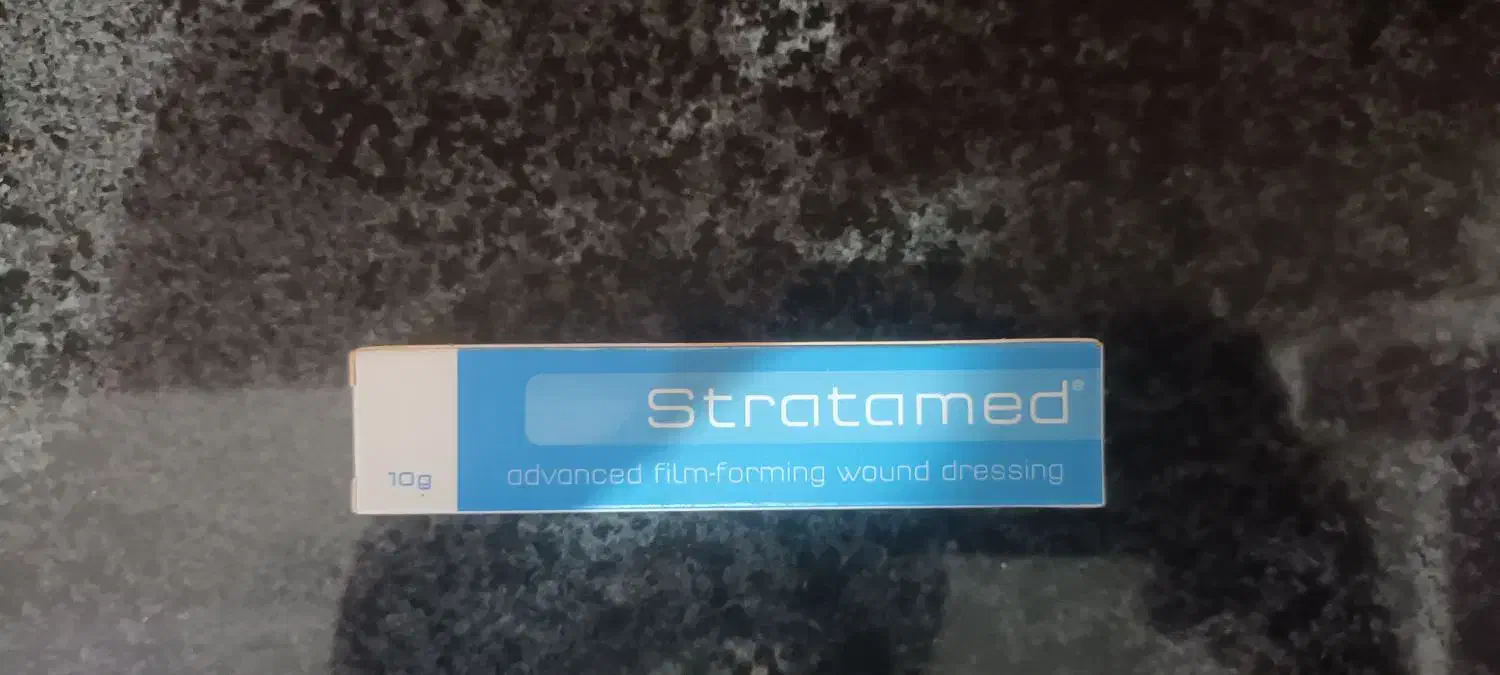 Stratamed®
10g
advanced film-forming wound dressing